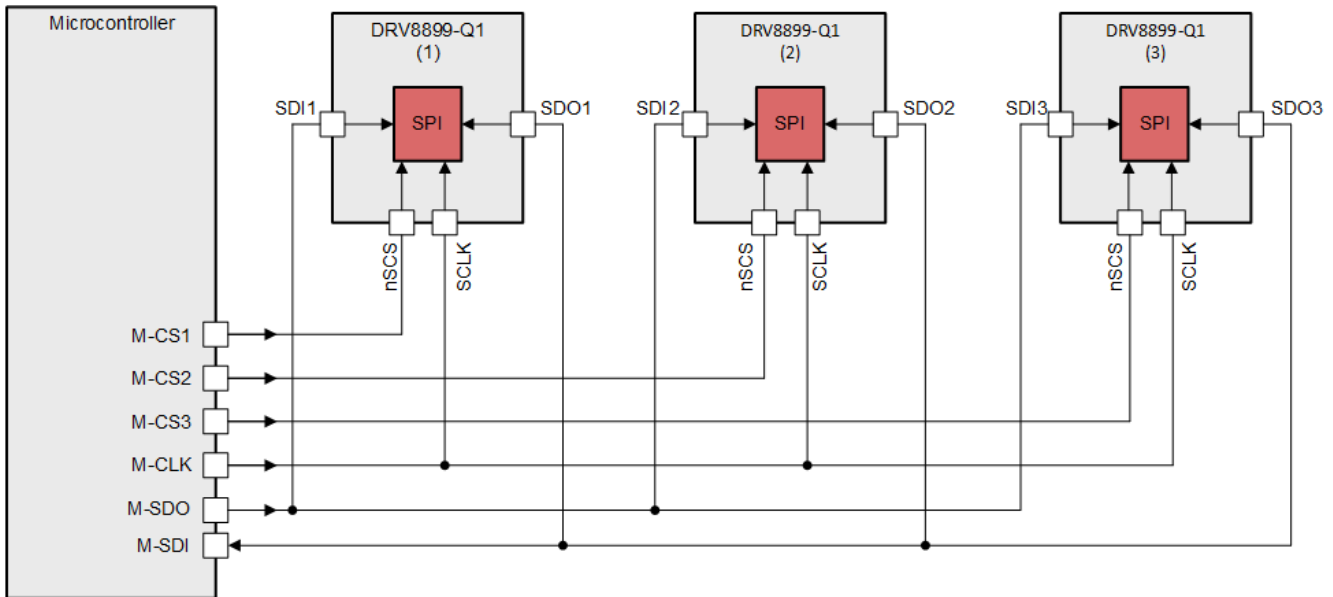 Microcontroller
DRV8899-Q1
(1)
DRV8899-Q1
(2)
DRV8899-Q1
(3)
SDI1
SPI
SDO1
SDI2
SPI
SDO2
SDI3
SPI
SDO3
nSCS
SCLK
nSCS
SCLK
nSCS
SCLK
M-CS1
M-CS2
M-CS3
M-CLK
M-SDO
M-SDI